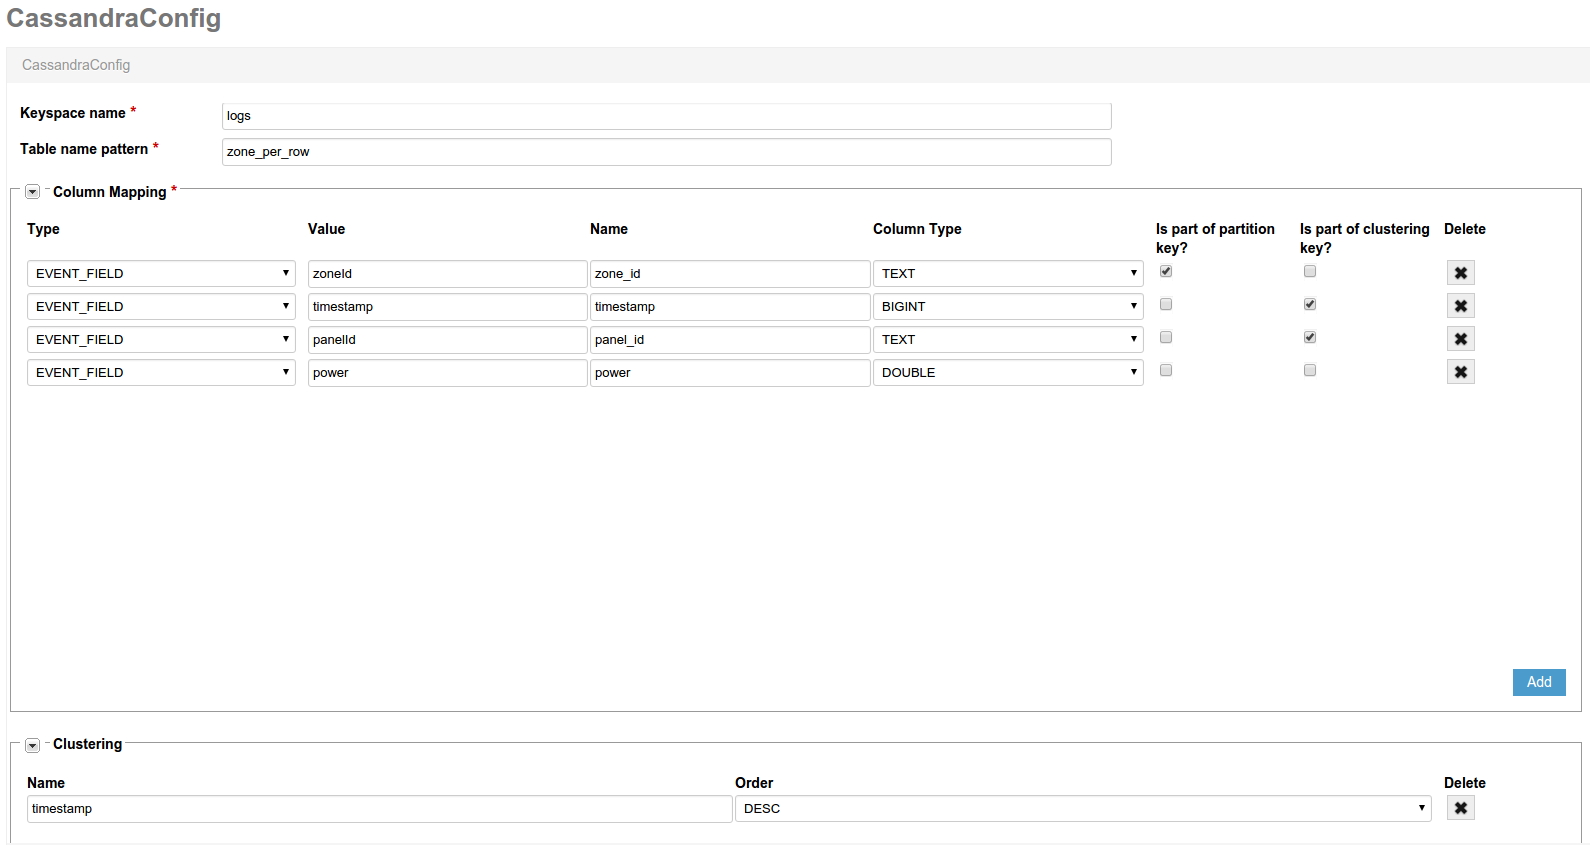 CassandraConfig
CassandraConfig
Keyspace name *
logs
Table name pattern *
zone_per_row
Column Mapping *
Type Value Name Column Type Is part of partition key? Is part of clustering key? Delete
EVENT_FIELD zoneId zone_id TEXT
EVENT_FIELD timestamp timestamp BIGINT
EVENT_FIELD panelId panel_id TEXT
EVENT_FIELD power power DOUBLE
Add
Clustering
Name Order Delete
timestamp DESC